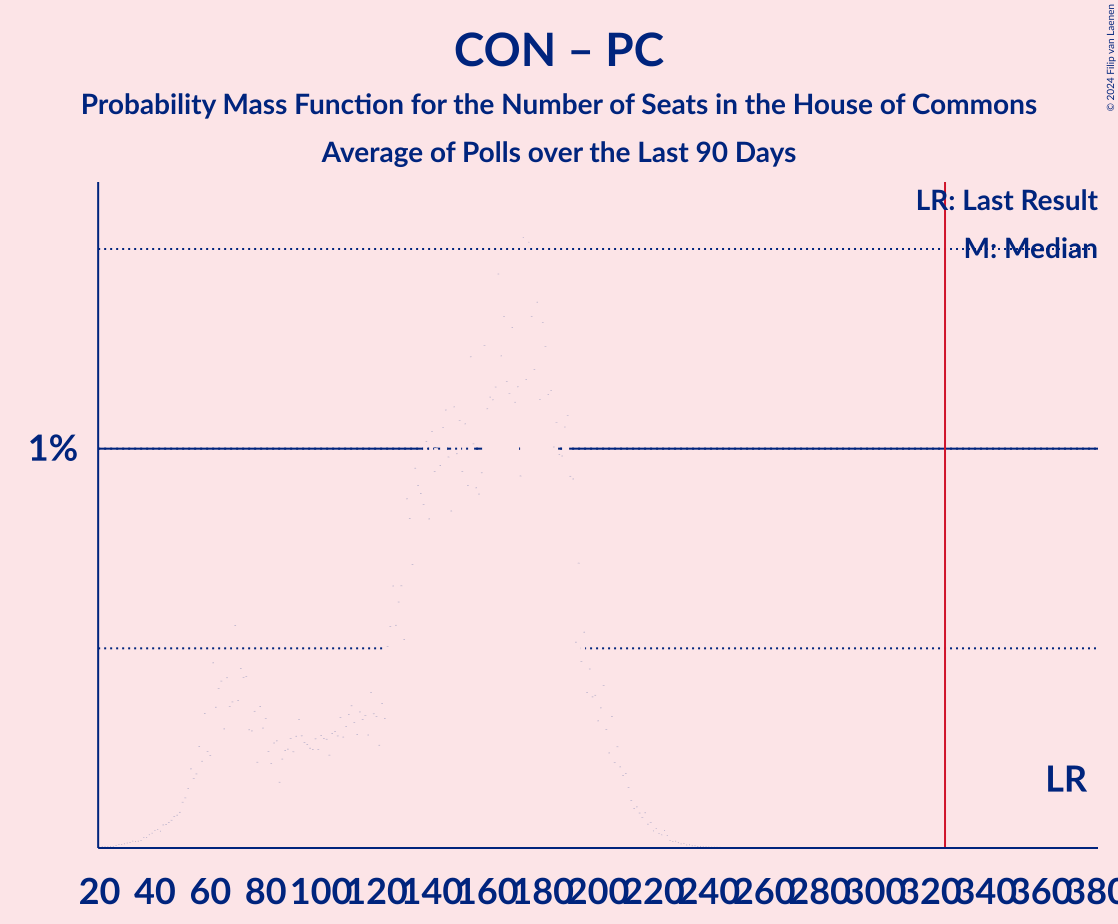 CON – PC
Probability Mass Function for the Number of Seats in the House of Commons
Average of Polls over the Last 90 Days
© 2024 Filip van Laenen
LR: Last Result
M: Median
1%
LR
20 40 60 80 100 120 140 160 180 200 220 240 260 280 300 320 340 360 380